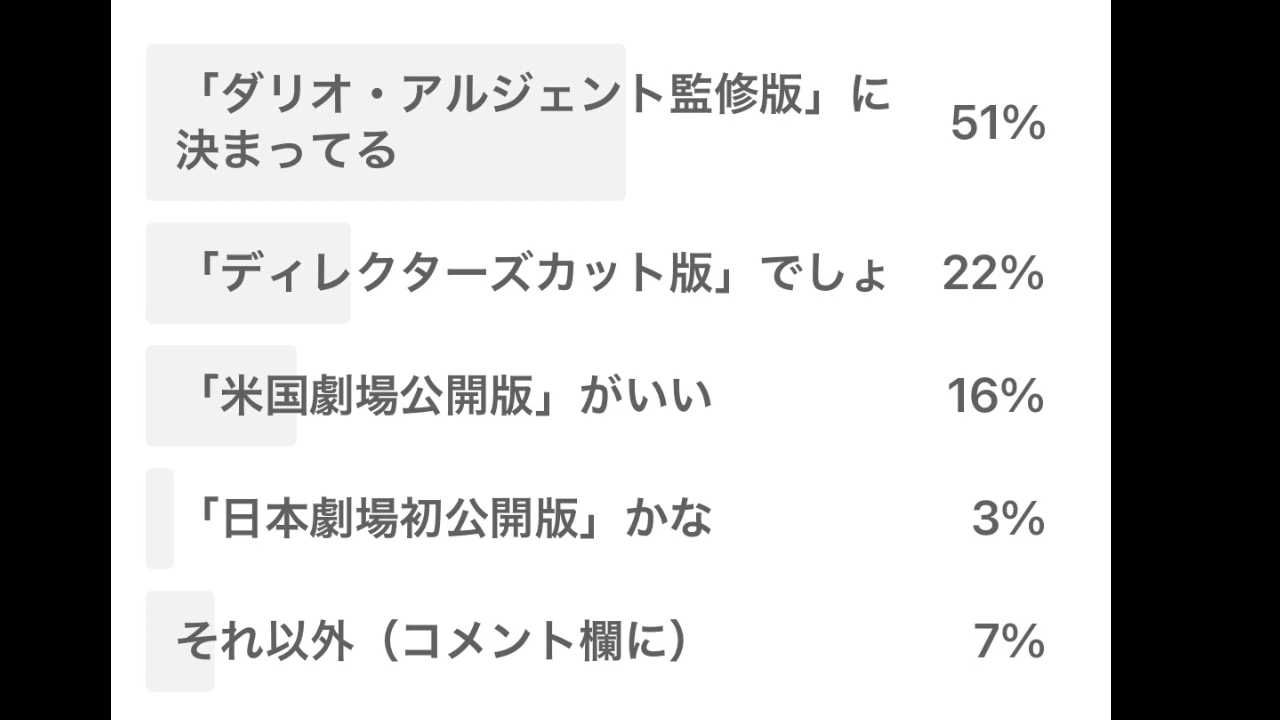 「ダリオ・アルジェント監修版」に
決まってる
51%
「ディレクターズカット版」でしょ 22%
「米国劇場公開版」がいい 16%
「日本劇場初公開版」かな 3%
それ以外（コメント欄に） 7%